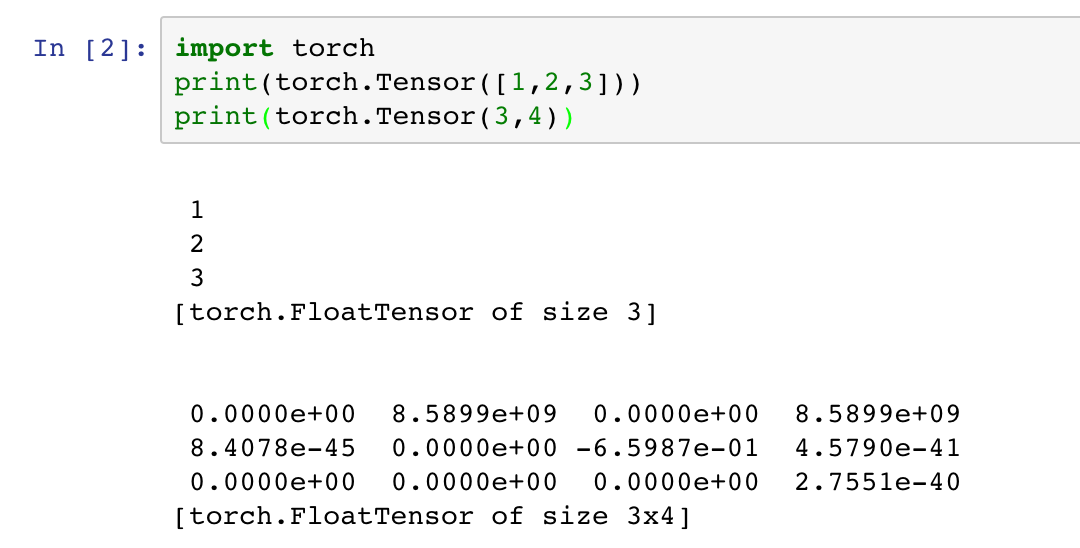 In [2]: import torch
print(torch.Tensor([1,2,3]))
print(torch.Tensor(3,4))
1
2
3
[torch.FloatTensor of size 3]
0.0000e+00 8.5899e+09 0.0000e+00 8.5899e+09
8.4078e-45 0.0000e+00 -6.5987e-01 4.5790e-41
0.0000e+00 0.0000e+00 0.0000e+00 2.7551e-40
[torch.FloatTensor of size 3x4]